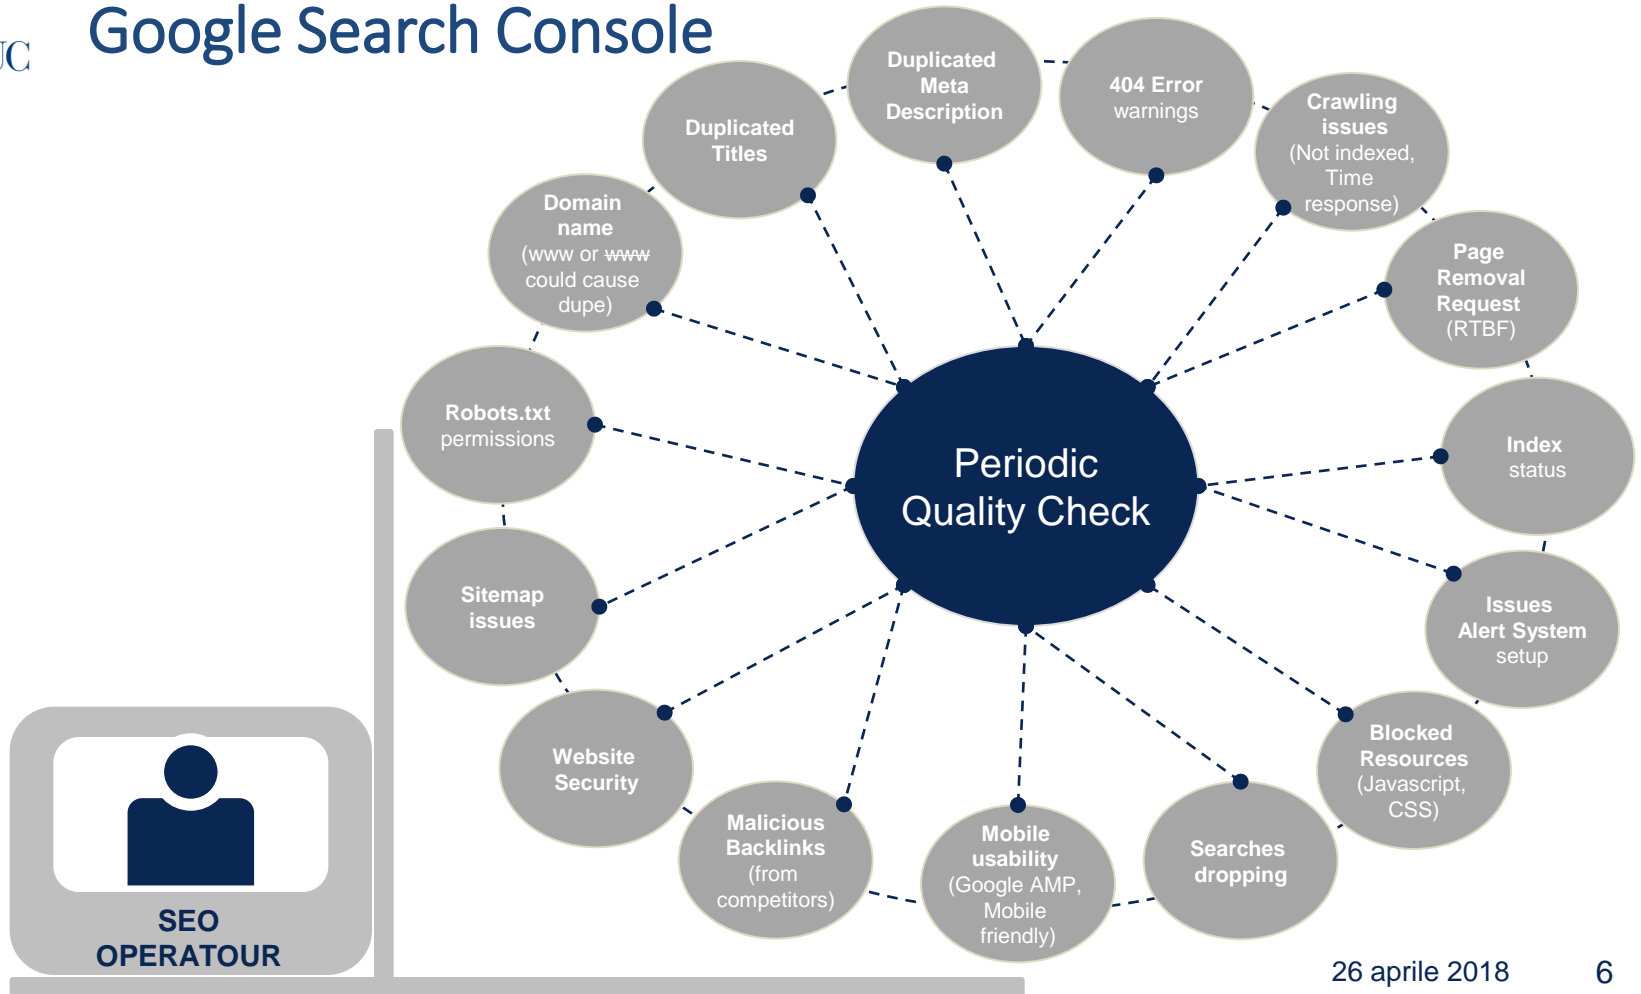 Google Search Console
UC
Duplicated
Meta
Description
404 Error
warnings
Crawling
issues
(Not indexed,
Time
response)
Duplicated
Titles
Domain
name
(www or www
could cause
dupe)
Page
Removal
Request
(RTBF)
Robots.txt
permissions
Periodic
Quality Check
Index
status
Sitemap
issues
Issues
Alert System
setup
Website
Security
Blocked
Resources
(Javascript,
CSS)
Malicious
Backlinks
(from
competitors)
Mobile
usability
(Google AMP,
Mobile
friendly)
Searches
dropping
SEO
OPERATOUR
26 aprile 2018
6